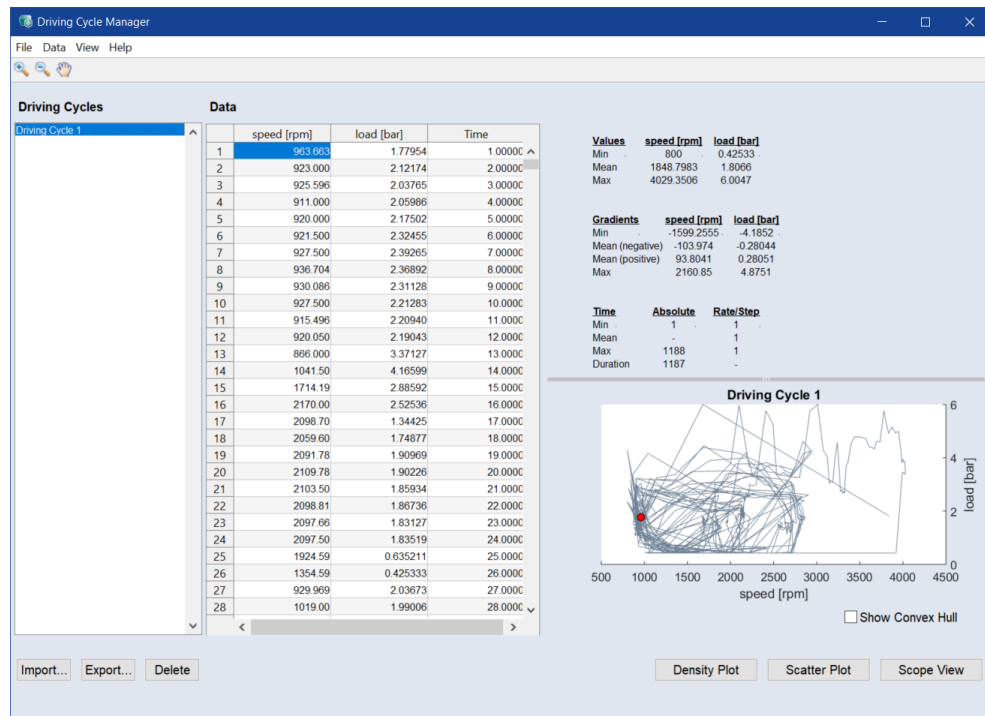 Driving Cycle Manager
File Data View Help
Driving Cycles
Data
Driving Cycle 1
speed [rpm] load [bar] Time
1 963.663 1.77954 1.00000
2 923.000 2.12174 2.00000
3 925.596 2.03765 3.00000
4 911.000 2.05986 4.00000
5 920.000 2.17502 5.00000
6 921.500 2.32455 6.00000
7 927.500 2.39265 7.00000
8 936.704 2.36892 8.00000
9 930.086 2.31128 9.00000
10 927.500 2.21283 10.0000
11 915.496 2.20940 11.0000
12 920.050 2.19043 12.0000
13 866.000 3.37127 13.0000
14 1041.50 4.16599 14.0000
15 1714.19 2.88592 15.0000
16 2170.00 2.52536 16.0000
17 2098.70 1.34425 17.0000
18 2059.60 1.74877 18.0000
19 2091.78 1.90969 19.0000
20 2109.78 1.90226 20.0000
21 2103.50 1.85934 21.0000
22 2098.81 1.86736 22.0000
23 2097.66 1.83127 23.0000
24 2097.50 1.83519 24.0000
25 1924.59 0.635211 25.0000
26 1354.59 0.425333 26.0000
27 929.969 2.03673 27.0000
28 1019.00 1.99006 28.0000
Values speed [rpm] load [bar]
Min 800 0.42533
Mean 1848.7983 1.8066
Max 4029.3506 6.0047
Gradients speed [rpm] load [bar]
Min -1599.2555 -4.1852
Mean (negative) -103.974 -0.28044
Mean (positive) 93.8041 0.28051
Max 2160.85 4.8751
Time Absolute Rate/Step
Min 1 1
Mean - 1
Max 1188 1
Duration 1187 -
Driving Cycle 1
6
4
2
0
load [bar]
500 1000 1500 2000 2500 3000 3500 4000 4500
speed [rpm]
Show Convex Hull
Import... Export... Delete
Density Plot Scatter Plot Scope View